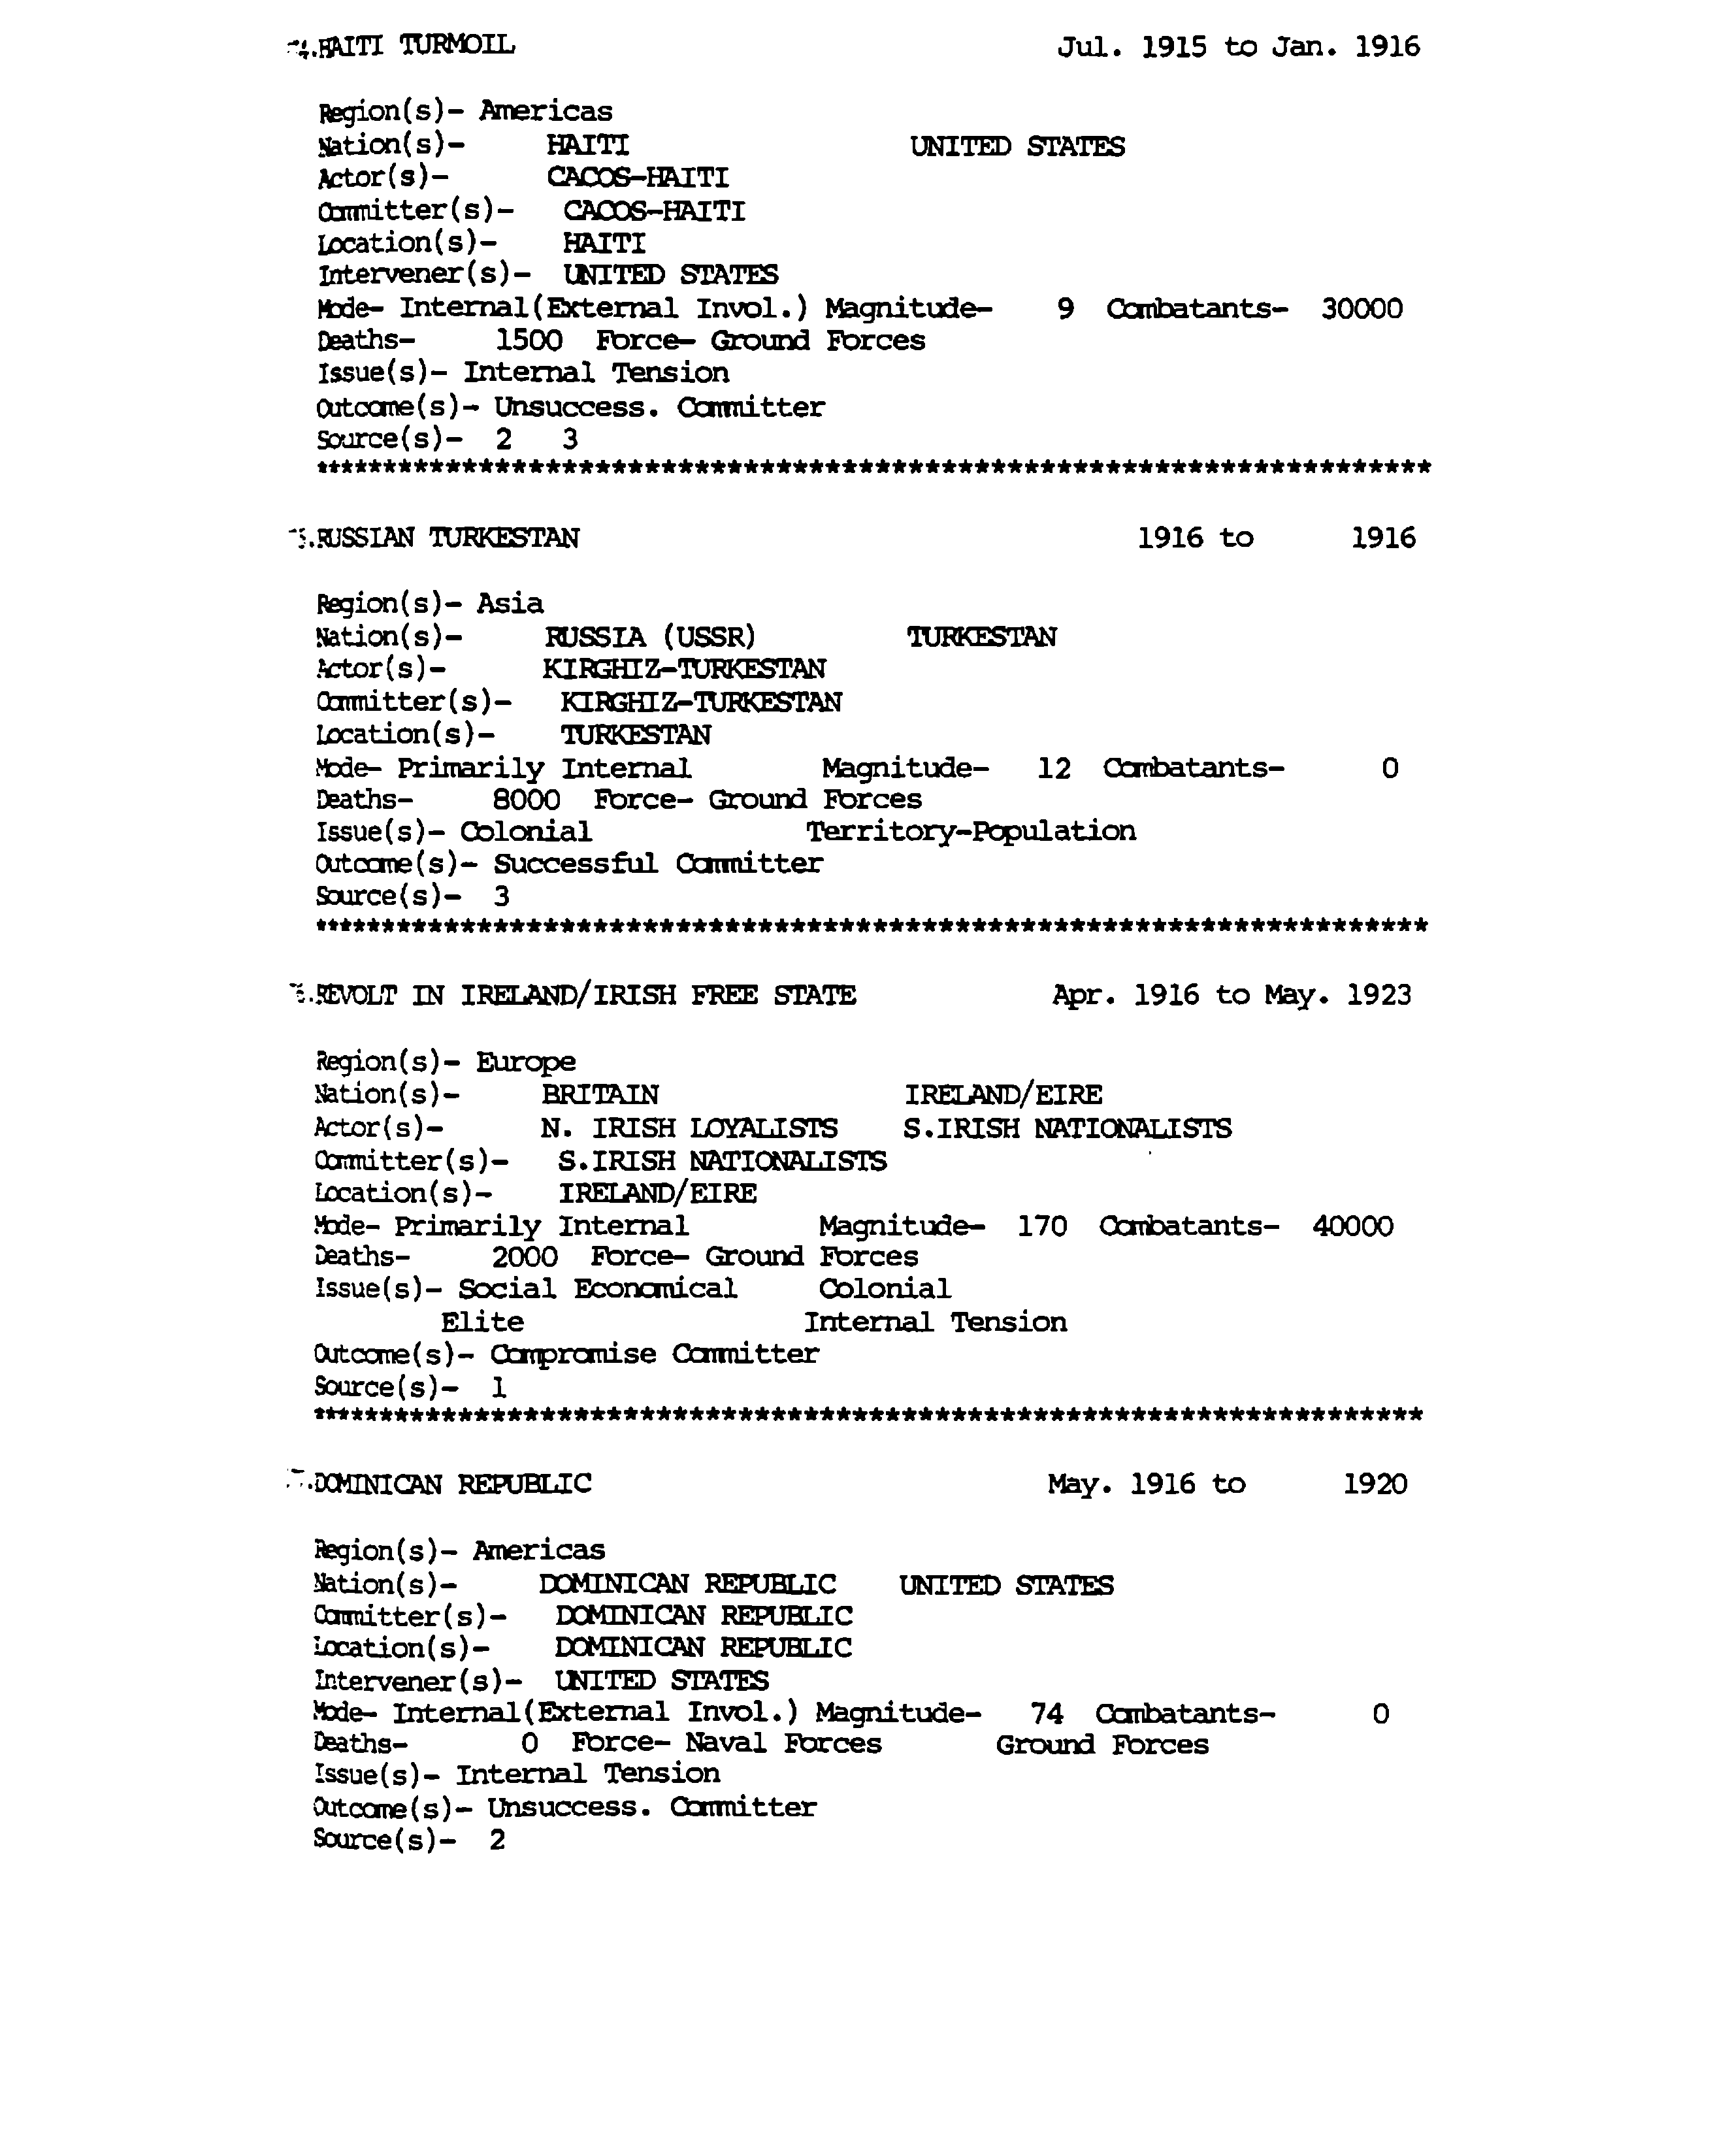 HAITI TURMOIL Jul. 1915 to Jan. 1916
Region(s)- Americas
Nation(s)- HAITI UNITED STATES
Actor(s)- CACOS-HAITI
Committer(s)- CACOS-HAITI
Location(s)- HAITI
Intervener(s)- UNITED STATES
Mode- Internal(External Invol.) Magnitude- 9 Combatants- 30000
Deaths- 1500 Force- Ground Forces
Issue(s)- Internal Tension
Outcome(s)- Unsuccess. Committer
Source(s)- 2 3
********************************************************************
RUSSIAN TURKESTAN 1916 to 1916
Region(s)- Asia
Nation(s)- RUSSIA (USSR) TURKESTAN
Actor(s)- KIRGHIZ-TURKESTAN
Committer(s)- KIRGHIZ-TURKESTAN
Location(s)- TURKESTAN
Mode- Primarily Internal Magnitude- 12 Combatants- 0
Deaths- 8000 Force- Ground Forces
Issue(s)- Colonial Territory-Population
Outcome(s)- Successful Committer
Source(s)- 3
********************************************************************
REVOLT IN IRELAND/IRISH FREE STATE Apr. 1916 to May. 1923
Region(s)- Europe
Nation(s)- BRITAIN IRELAND/EIRE
Actor(s)- N. IRISH LOYALISTS S.IRISH NATIONALISTS
Committer(s)- S.IRISH NATIONALISTS
Location(s)- IRELAND/EIRE
Mode- Primarily Internal Magnitude- 170 Combatants- 40000
Deaths- 2000 Force- Ground Forces
Issue(s)- Social Economical Colonial
Elite Internal Tension
Outcome(s)- Compromise Committer
Source(s)- 1
********************************************************************
DOMINICAN REPUBLIC May. 1916 to 1920
Region(s)- Americas
Nation(s)- DOMINICAN REPUBLIC UNITED STATES
Committer(s)- DOMINICAN REPUBLIC
Location(s)- DOMINICAN REPUBLIC
Intervener(s)- UNITED STATES
Mode- Internal(External Invol.) Magnitude- 74 Combatants- 0
Deaths- 0 Force- Naval Forces Ground Forces
Issue(s)- Internal Tension
Outcome(s)- Unsuccess. Committer
Source(s)- 2